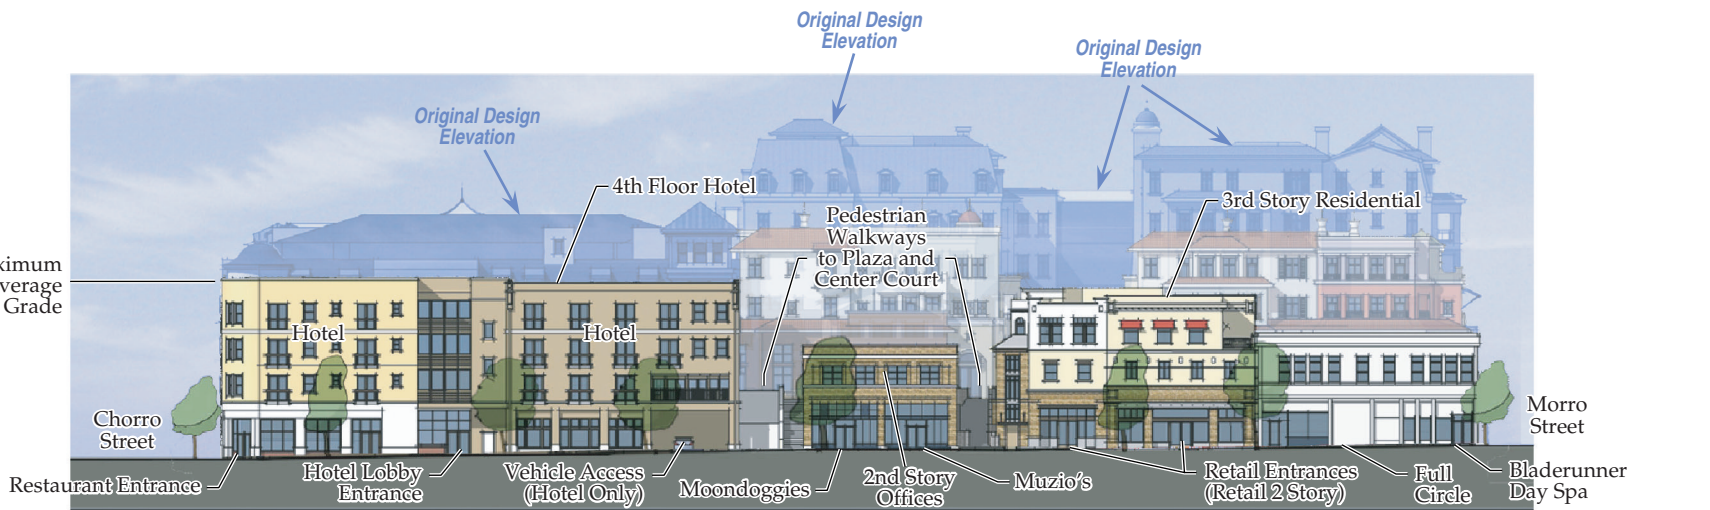 Original Design
Elevation
Original Design
Elevation
Original Design
Elevation
4th Floor Hotel
3rd Story Residential
Pedestrian
Walkways
to Plaza and
Center Court
Grade
Hotel
Hotel
Chorro
Street
Morro
Street
Restaurant Entrance
Hotel Lobby
Entrance
Vehicle Access
(Hotel Only)
Moondoggies
2nd Story
Offices
Muzio's
Retail Entrances
(Retail 2 Story)
Full
Circle
Bladerunner
Day Spa